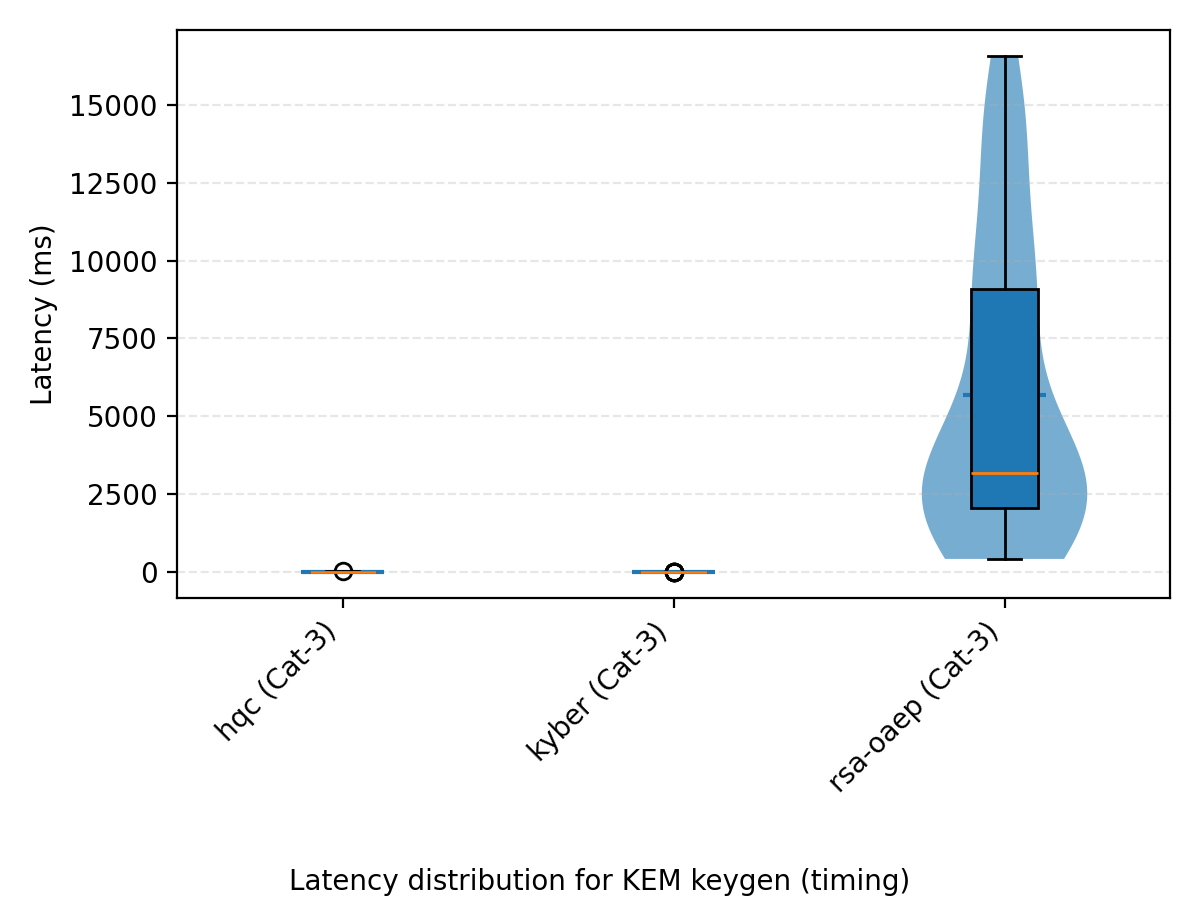 15000
12500
10000
7500
5000
2500
0
Latency (ms)
hqc (Cat-3)
kyber (Cat-3)
rsa-oaep (Cat-3)
Latency distribution for KEM keygen (timing)